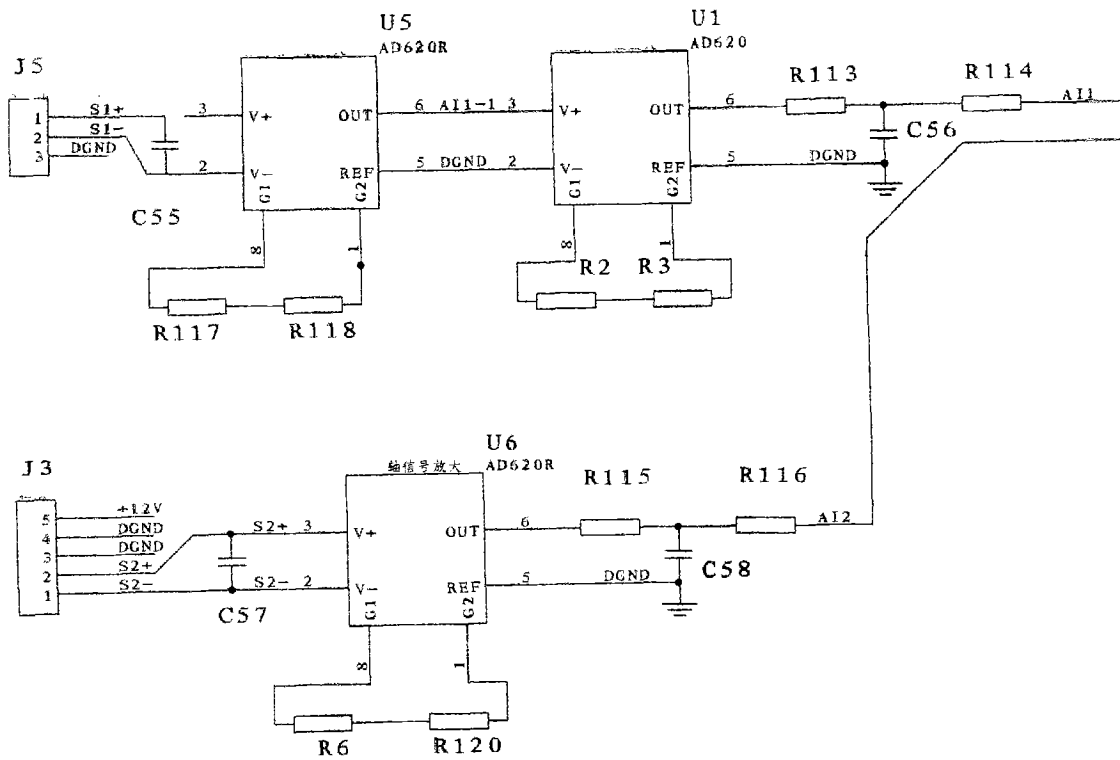 U5
AD620R
U1
AD620
J5
R113
R114
1 S1+ 3 V+ OUT 6 AI1-1 3 V+ OUT 6 AI1
2 S1-
3 DGND
C56
2 V- REF 5 DGND 2 V- REF 5 DGND
G1 G2 G1 G2
C55
8 1 8 1
R2 R3
R117 R118
U6
AD620R
轴信号放大
J3
R115
R116
5 +12V
4 DGND S2+ 3 V+ OUT 6 AI2
3 DGND
2 S2+
1 S2- S2- 2 V- REF 5 DGND
C58
C57
G1 G2
8 1
R6 R120